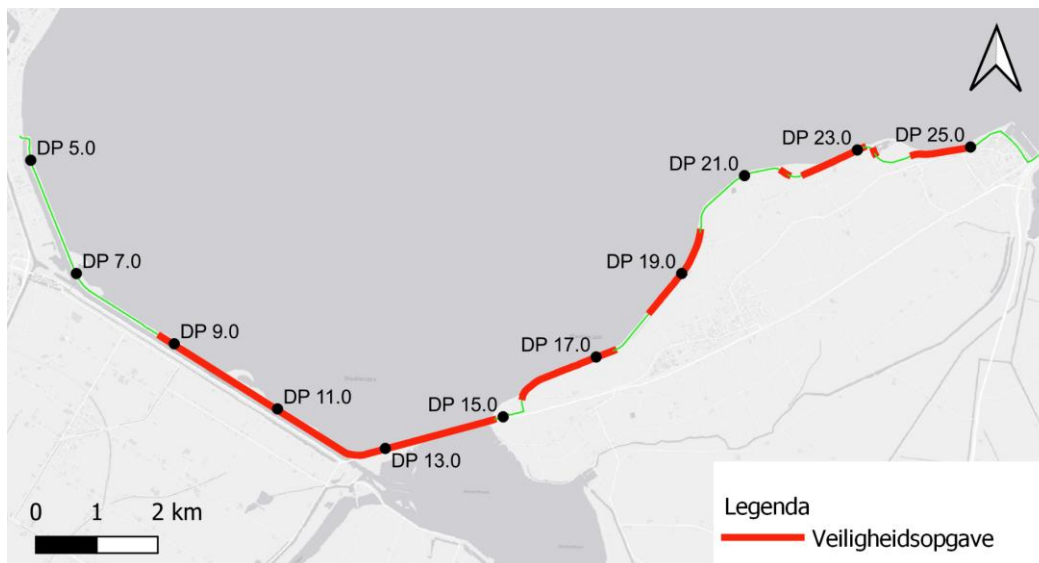 DP 5.0
DP 7.0
DP 9.0
DP 11.0
DP 13.0
DP 15.0
DP 17.0
DP 19.0
DP 21.0
DP 23.0
DP 25.0
0 1 2 km
Legenda
Veiligheidsopgave